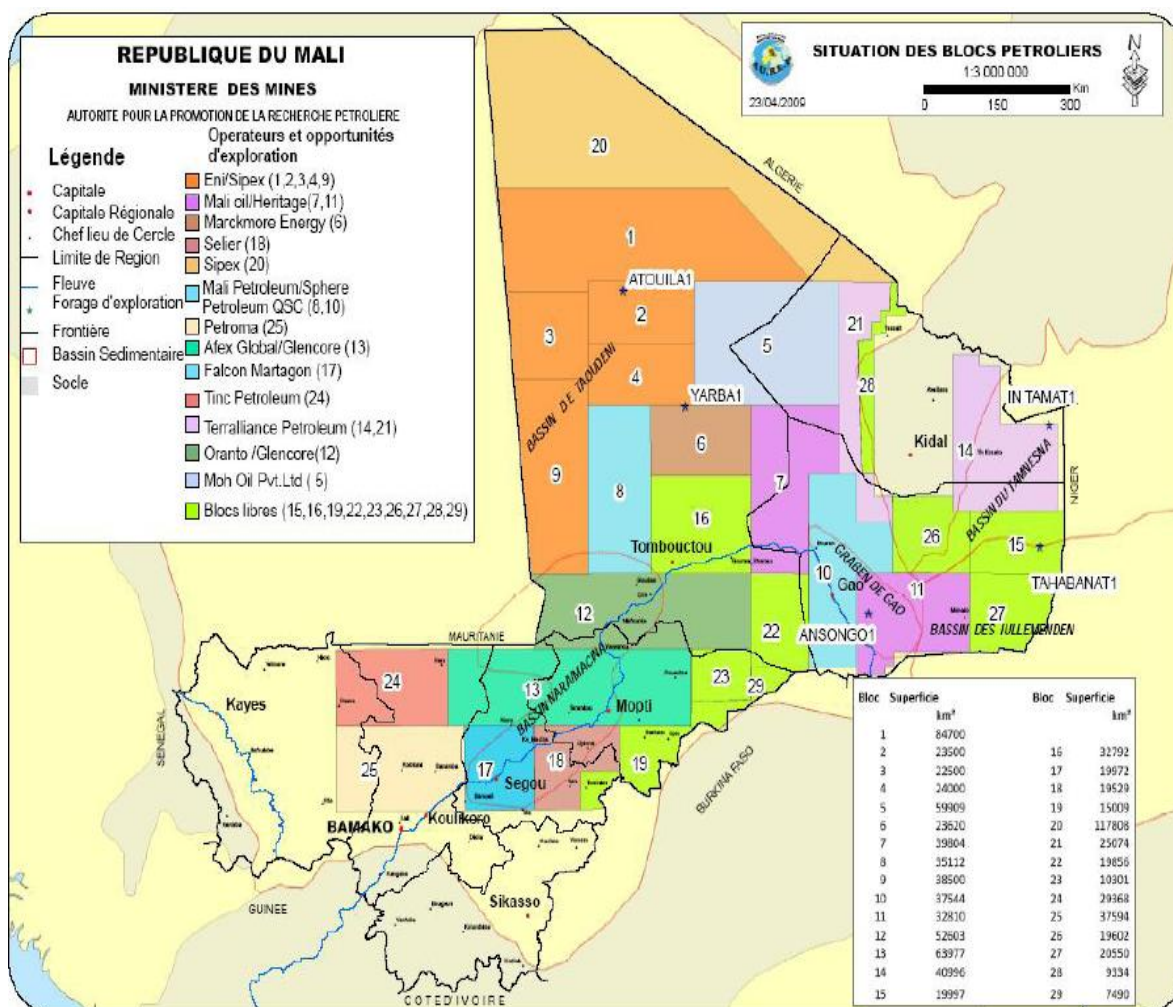 REPUBLIQUE DU MALI
MINISTERE DES MINES
AUTORITE POUR LA PROMOTION DE LA RECHERCHE PETROLIERE
Légende
Capitale
Capitale Régionale
Chef lieu de Cercle
Limite de Region
Fleuve
Forage d'exploration
Frontière
Bassin Sedimentaire
Socle
Operateurs et opportunités
d'exploration
Eni/Sipex (1,2,3,4,9)
Mali oil/Heritage(7,11)
Marckmore Energy (6)
Selier (18)
Sipex (20)
Mali Petroleum/Sphere
Petroleum QSC (8,10)
Petroma (25)
Afex Global/Glencore (13)
Falcon Martagon (17)
Tinc Petroleum (24)
Terralliance Petroleum (14,21)
Oranto /Glencore(12)
Moh Oil Pvt.Ltd ( 5)
Blocs libres (15,16,19,22,23,26,27,28,29)
SITUATION DES BLOCS PETROLIERS
1:3 000 000
Km
0 150 300
23/04/2009
N
20
ALGERIE
1
ATOUILA1
2
3
21
5
4
28
BASSIN DE TAOUDENI
YARBA1
IN TAMAT1
6
Kidal
14
9
8
7
BASSIN DU TAMNESNA
NIGER
16
26
15
Tombouctou
GRABEN DE GAO
TAHABANAT1
10
Gao
11
12
22
27
ANSONGO1
BASSIN DES IULLEMENDEN
MAURITANIE
BASSIN NARAMACINA
24
13
23
29
Kayes
Mopti
SENEGAL
25
17
18
19
Segou
BURKINA FASO
BAMAKO
Koulikoro
Sikasso
GUINEE
COTE D'IVOIRE
Bloc Superficie Bloc Superficie
km² km²
1 84700
2 23500 16 32792
3 22500 17 19972
4 24000 18 19529
5 59909 19 15009
6 23620 20 117808
7 39804 21 25074
8 35112 22 19856
9 38500 23 10301
10 37544 24 29368
11 32810 25 37594
12 52603 26 19602
13 63977 27 20550
14 40996 28 9334
15 19997 29 7490